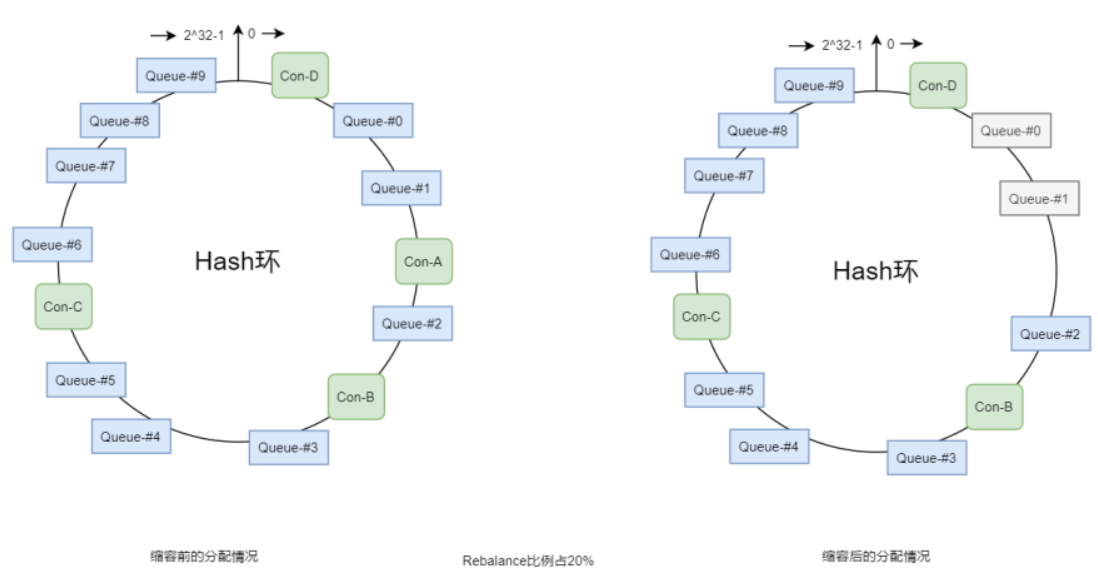 2^32-1
0
Con-D
Queue-#9
Queue-#8
Queue-#0
Queue-#7
Queue-#1
Queue-#6
Hash环
Con-A
Con-C
Queue-#2
Queue-#5
Con-B
Queue-#4
Queue-#3
缩容前的分配情况
Rebalance比例占20%
2^32-1
0
Con-D
Queue-#9
Queue-#8
Queue-#0
Queue-#7
Queue-#1
Queue-#6
Hash环
Con-C
Queue-#2
Queue-#5
Con-B
Queue-#4
Queue-#3
缩容后的分配情况